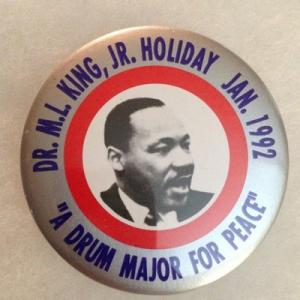 DR. M.L. KING, JR. HOLIDAY JAN. 1992
"A DRUM MAJOR FOR PEACE"